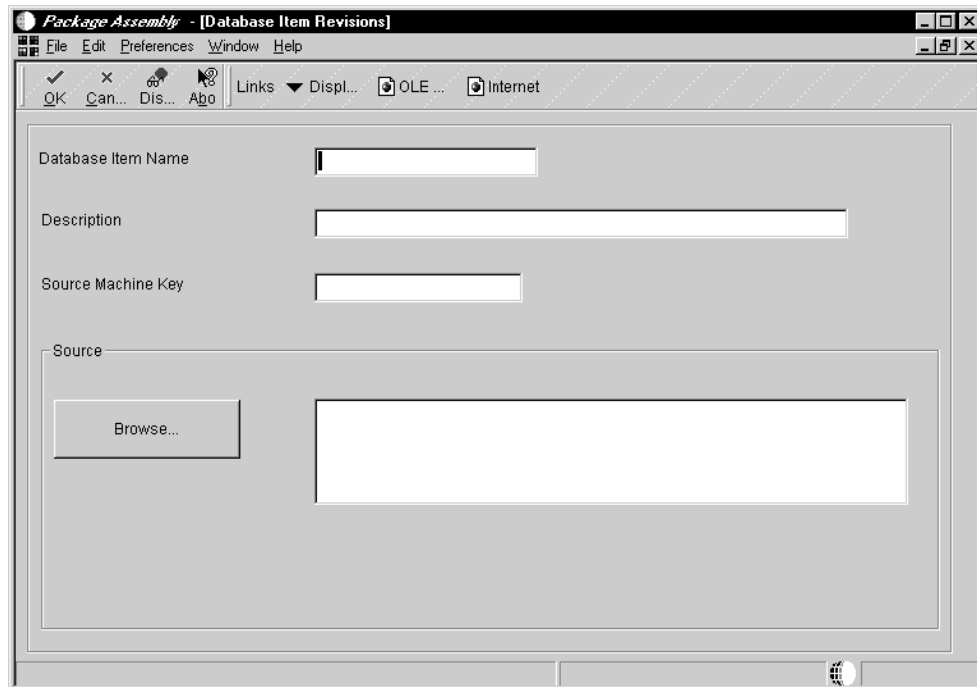 Package Assembly - [Database Item Revisions]
File Edit Preferences Window Help
OK Can... Dis... Abo Links Displ... OLE ... Internet
Database Item Name
Description
Source Machine Key
Source
Browse...